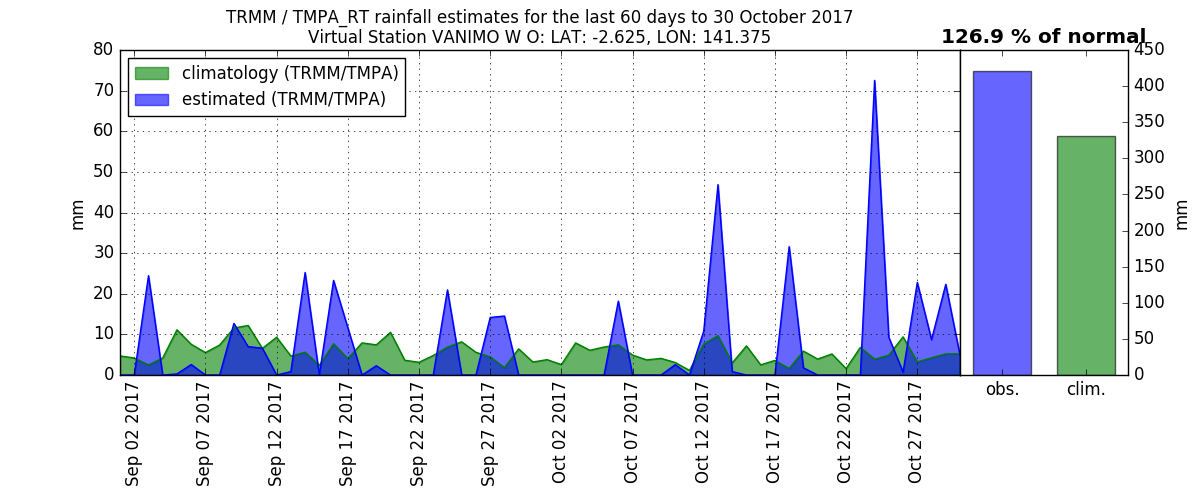 TRMM / TMPA_RT rainfall estimates for the last 60 days to 30 October 2017
Virtual Station VANIMO W O: LAT: -2.625, LON: 141.375
126.9 % of normal
climatology (TRMM/TMPA)
estimated (TRMM/TMPA)
80
70
60
50
40
30
20
10
0
mm
Sep 02 2017
Sep 07 2017
Sep 12 2017
Sep 17 2017
Sep 22 2017
Sep 27 2017
Oct 02 2017
Oct 07 2017
Oct 12 2017
Oct 17 2017
Oct 22 2017
Oct 27 2017
450
400
350
300
250
200
150
100
50
0
mm
obs.
clim.